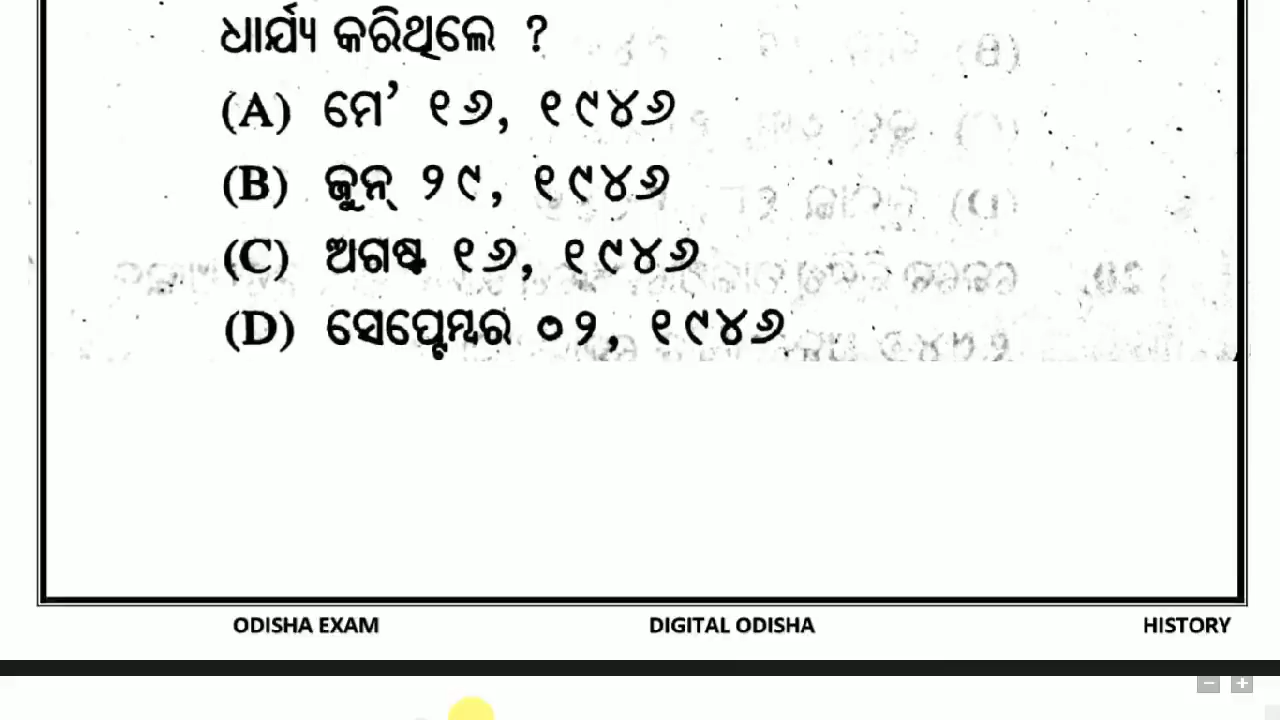 ଧାର୍ଯ୍ୟ କରିଥିଲେ ?
(A) ମେ’ ୧୬, ୧୯୪୬
(B) ଜୁନ୍ ୨୯, ୧୯୪୬
(C) ଅଗଷ୍ଟ ୧୬, ୧୯୪୬
(D) ସେପ୍ଟେମ୍ବର ୦୨, ୧୯୪୬
ODISHA EXAM DIGITAL ODISHA HISTORY